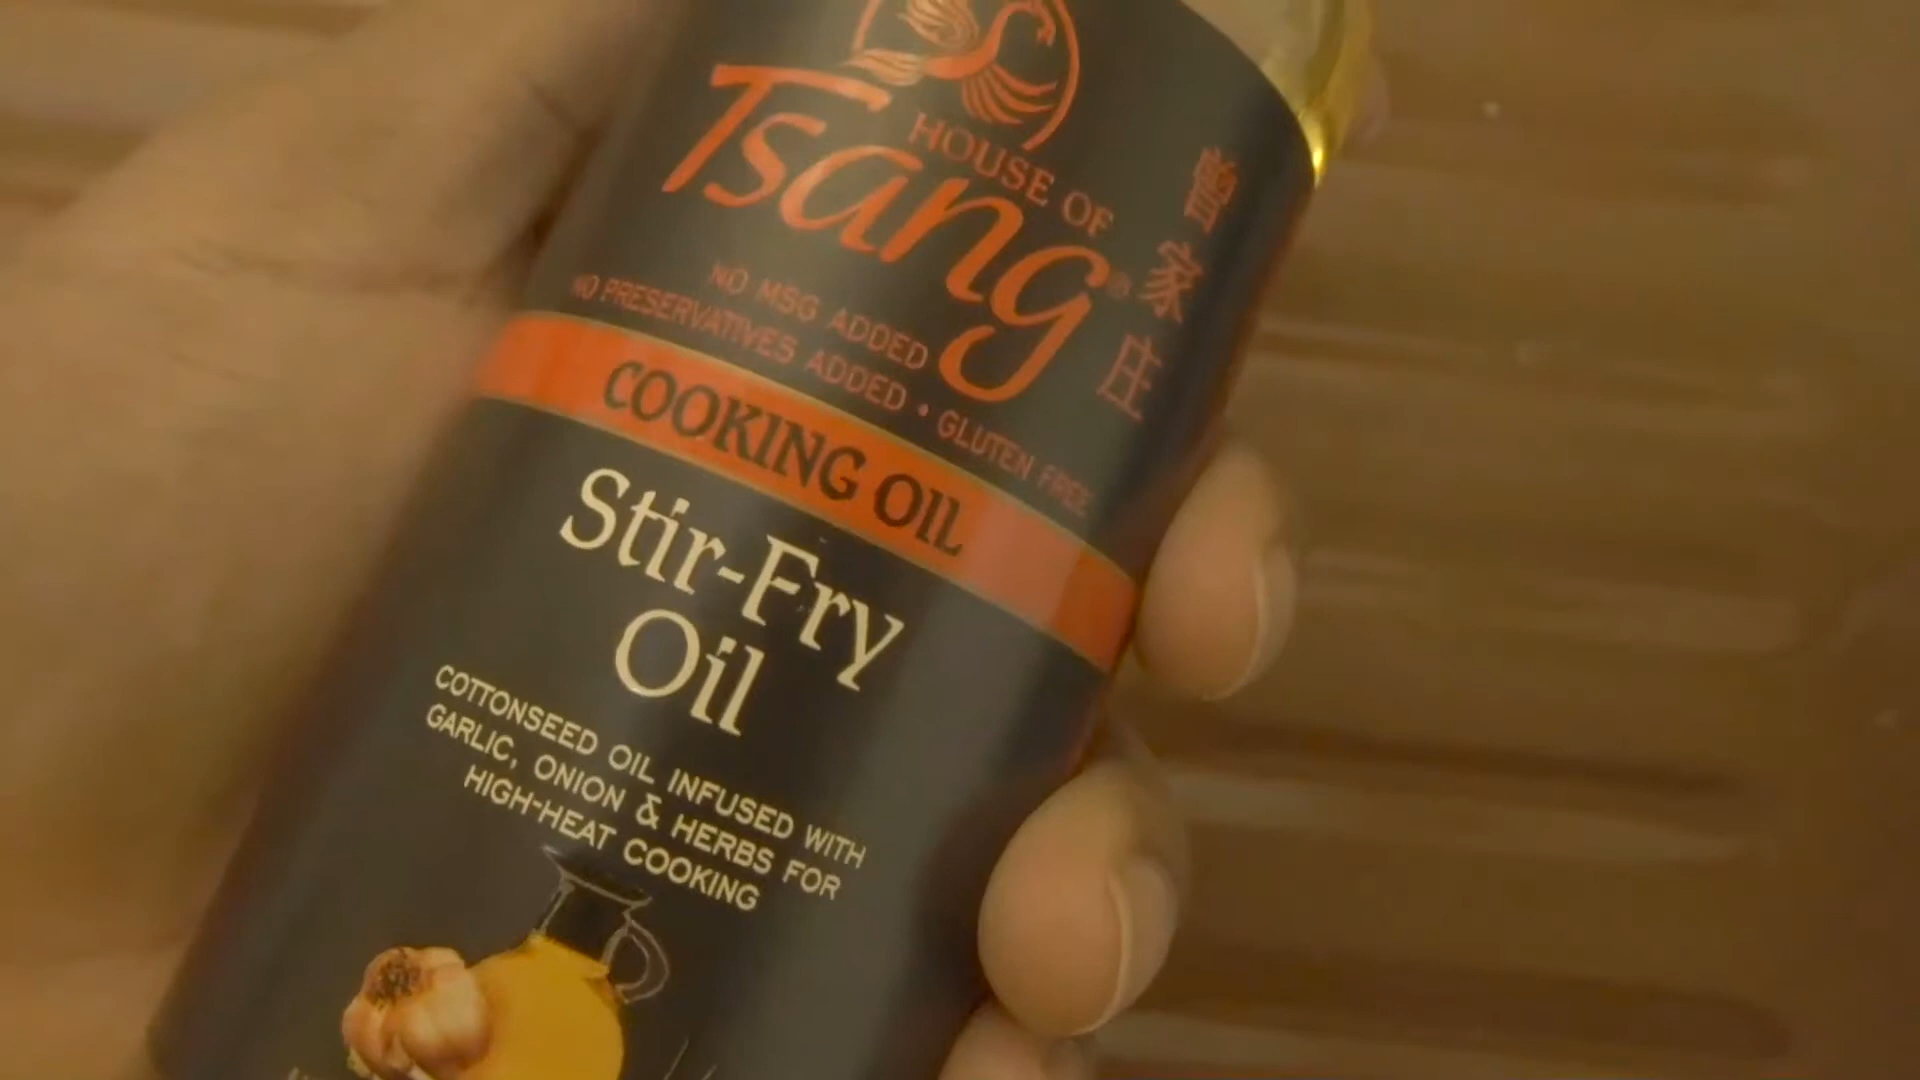 HOUSE OF
Tsang®
曾家庄
NO MSG ADDED
NO PRESERVATIVES ADDED • GLUTEN FREE
COOKING OIL
Stir-Fry
Oil
COTTONSEED OIL INFUSED WITH
GARLIC, ONION & HERBS FOR
HIGH-HEAT COOKING